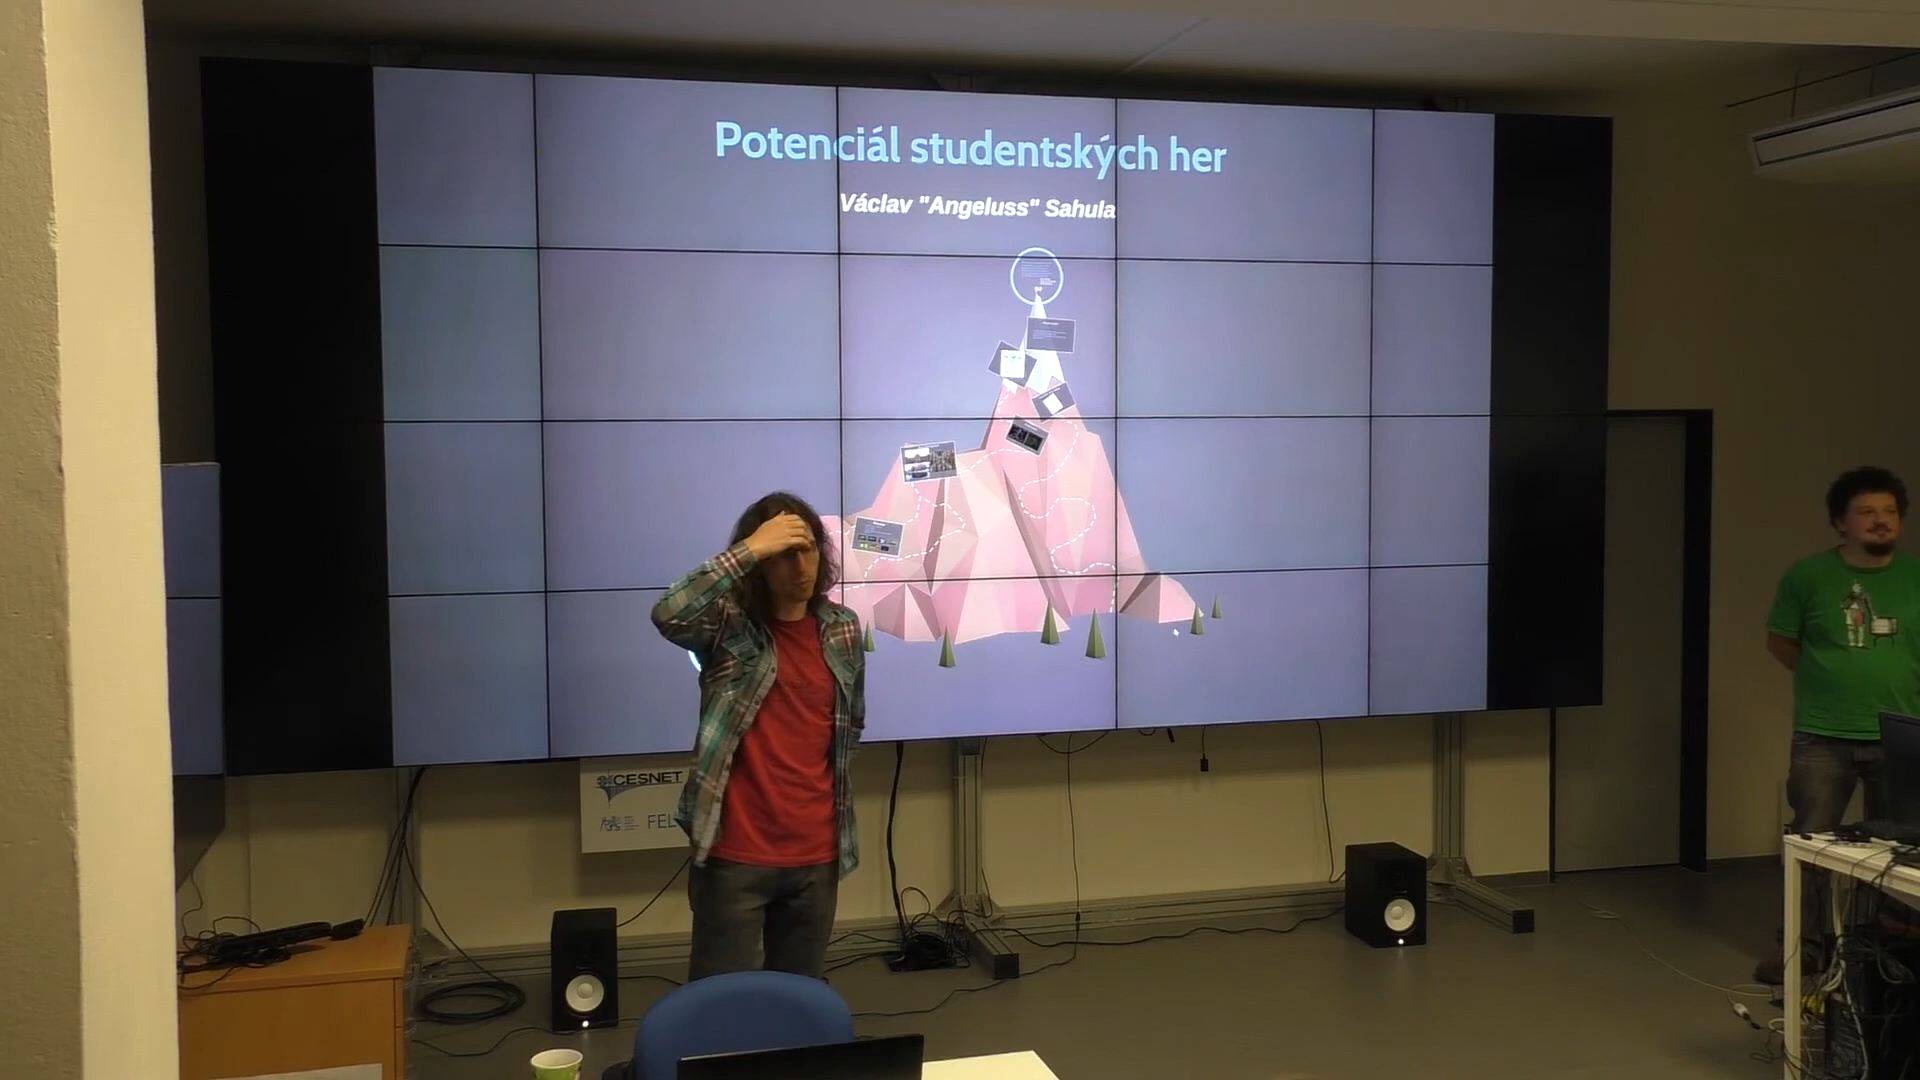 Potenciál studentských her
Václav "Angeluss" Sahula
CESNET
FEL